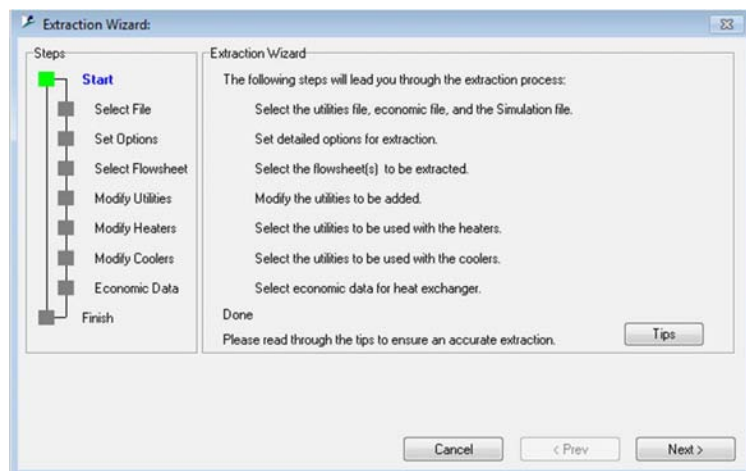 Extraction Wizard:
Steps
Start
Select File
Set Options
Select Flowsheet
Modify Utilities
Modify Heaters
Modify Coolers
Economic Data
Finish
Extraction Wizard
The following steps will lead you through the extraction process:
Select the utilities file, economic file, and the Simulation file.
Set detailed options for extraction.
Select the flowsheet(s) to be extracted.
Modify the utilities to be added.
Select the utilities to be used with the heaters.
Select the utilities to be used with the coolers.
Select economic data for heat exchanger.
Done
Please read through the tips to ensure an accurate extraction.
Tips
Cancel
< Prev
Next >